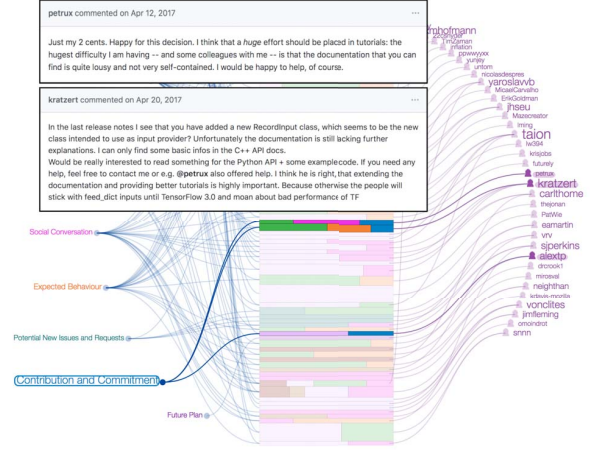 petrux commented on Apr 12, 2017
Just my 2 cents. Happy for this decision. I think that a huge effort should be placsd in tutorials: the
hugest difficulty I am having -- and some colleagues with me -- is that the documentation that you can
find is quite lousy and not very self-contained. I would be happy to help, of course.
kratzert commented on Apr 20, 2017
In the last release notes I see that you have added a new RecordInput class, which seems to be the new
class intended to use as input provider? Unfortunately the documentation is still lacking further
explanations. I can only find some basic infos in the C++ API docs.
Would be really interested to read something for the Python API + some examplecode. If you need any
help, feel free to contact me or e.g. @petrux also offered help. I think he is right, that extending the
documentation and providing better tutorials is highly important. Because otherwise the people will
stick with feed_dict inputs until TensorFlow 3.0 and moan about bad performance of TF
Social Conversation
Expected Behaviour
Potential New Issues and Requests
Contribution and Commitment
Future Plan
mhofmann
TimZaman
nflation
ppwwyyxx
yunjey
untom
nicolasdespres
yaroslavvb
MicaelCarvalho
ErikGoldman
jhseu
Mazecreator
lming
taion
lw394
krisjobs
futurely
petrux
kratzert
carlthome
thejonan
PatWie
eamartin
vrv
sjperkins
alextp
drcrook1
mirosval
neighthan
vonclites
jimfleming
omoindrot
snnn